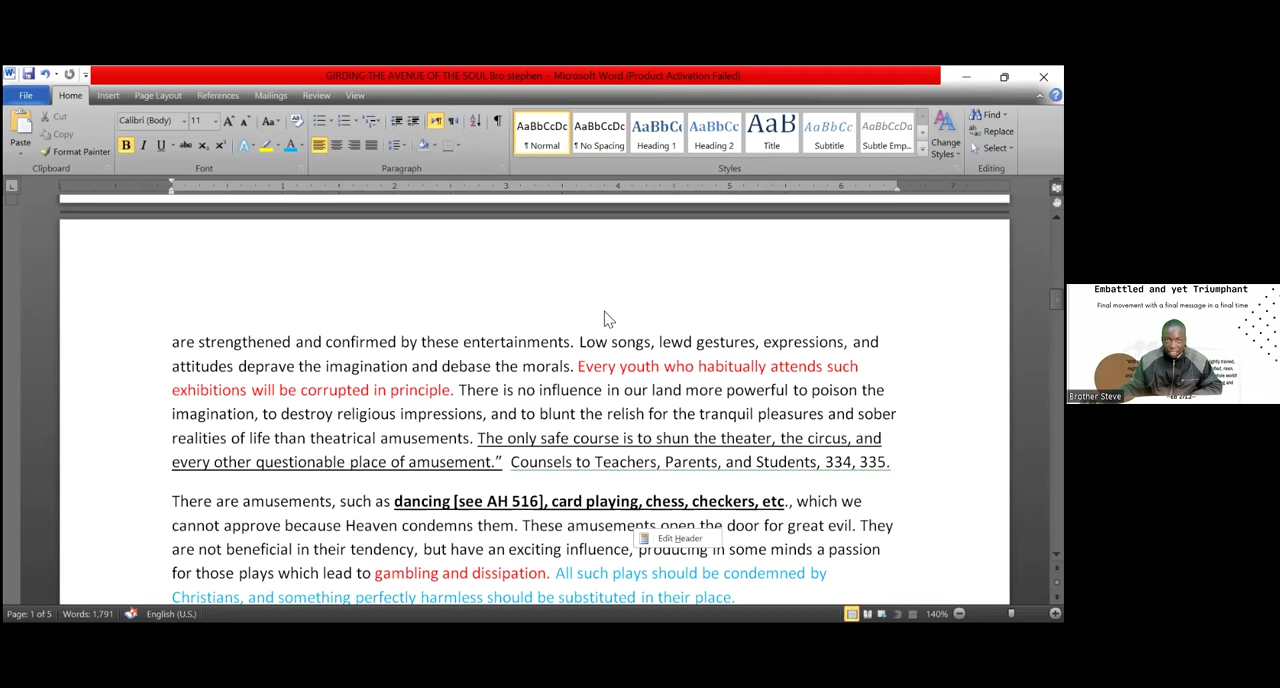 GIRDING THE AVENUE OF THE SOUL Bro stephen - Microsoft Word (Product Activation Failed)
File Home Insert Page Layout References Mailings Review View
Paste
Cut
Copy
Format Painter
Clipboard
Calibri (Body) 11
Font
Paragraph
AaBbCcDc AaBbCcDc AaBbC AaBbCc AaB AaBbCc AaBbCcDa
¶ Normal ¶ No Spacing Heading 1 Heading 2 Title Subtitle Subtle Emp...
Change
Styles
Styles
Find
Replace
Select
Editing
1 1 2 3 4 5 6 7
are strengthened and confirmed by these entertainments. Low songs, lewd gestures, expressions, and
attitudes deprave the imagination and debase the morals. Every youth who habitually attends such
exhibitions will be corrupted in principle. There is no influence in our land more powerful to poison the
imagination, to destroy religious impressions, and to blunt the relish for the tranquil pleasures and sober
realities of life than theatrical amusements. The only safe course is to shun the theater, the circus, and
every other questionable place of amusement.” Counsels to Teachers, Parents, and Students, 334, 335.
There are amusements, such as dancing [see AH 516], card playing, chess, checkers, etc., which we
cannot approve because Heaven condemns them. These amusements open the door for great evil. They
are not beneficial in their tendency, but have an exciting influence, producing in some minds a passion
for those plays which lead to gambling and dissipation. All such plays should be condemned by
Christians, and something perfectly harmless should be substituted in their place.
Edit Header
Page: 1 of 5 Words: 1,791 English (U.S.) 140%
Embattled and yet Triumphant
Final movement with a final message in a final time
Brother Steve